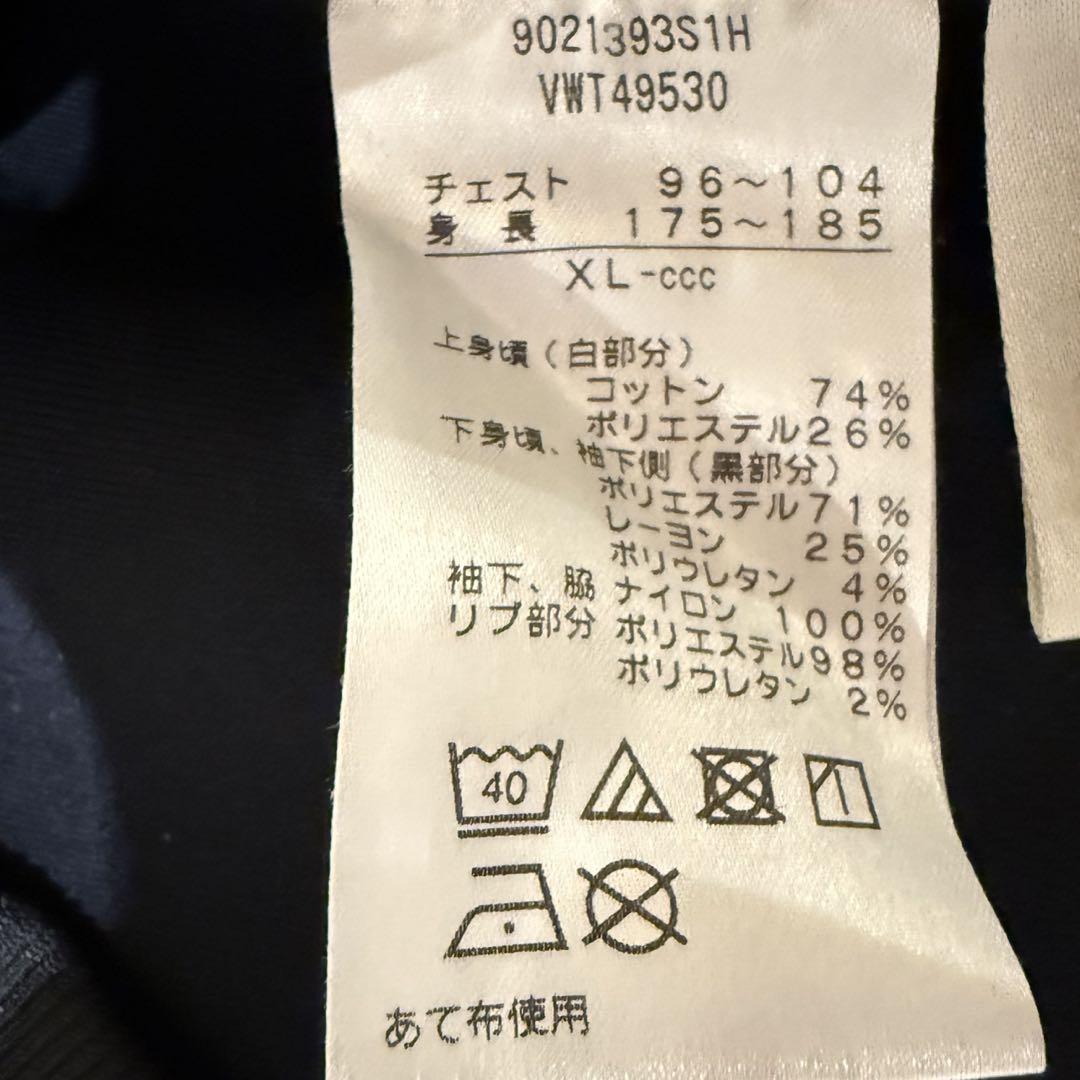 9021393S1H
VWT49530
チェスト 96~104
身長 175~185
XL-ccc
上身頃(白部分)
コットン 74%
ポリエステル26%
下身頃、袖下側(黒部分)
ポリエステル71%
レーヨン 25%
ポリウレタン 4%
袖下、脇 ナイロン 100%
リブ部分 ポリエステル98%
ポリウレタン 2%
40
あて布使用